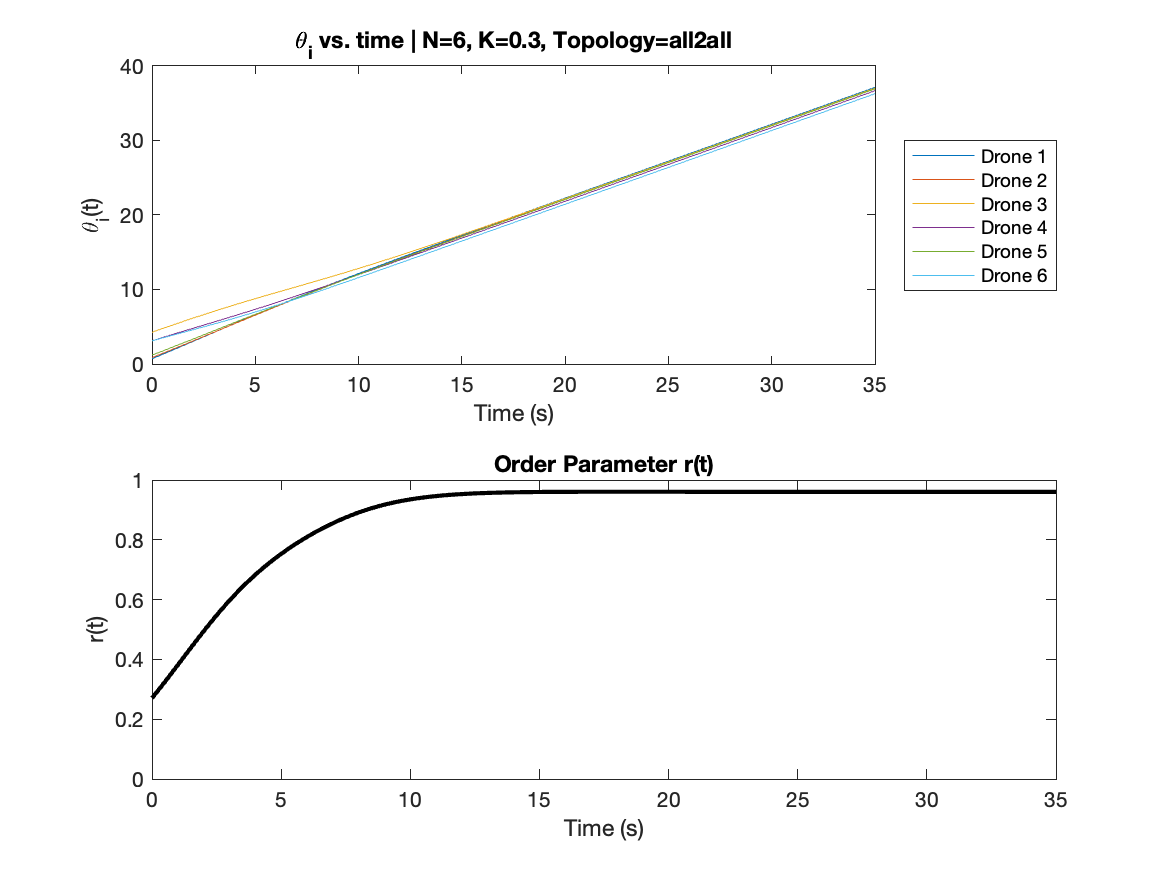 θi vs. time | N=6, K=0.3, Topology=all2all
40
30
20
10
0
θi(t)
0 5 10 15 20 25 30 35
Time (s)
Drone 1
Drone 2
Drone 3
Drone 4
Drone 5
Drone 6
Order Parameter r(t)
1
0.8
0.6
0.4
0.2
0
r(t)
0 5 10 15 20 25 30 35
Time (s)